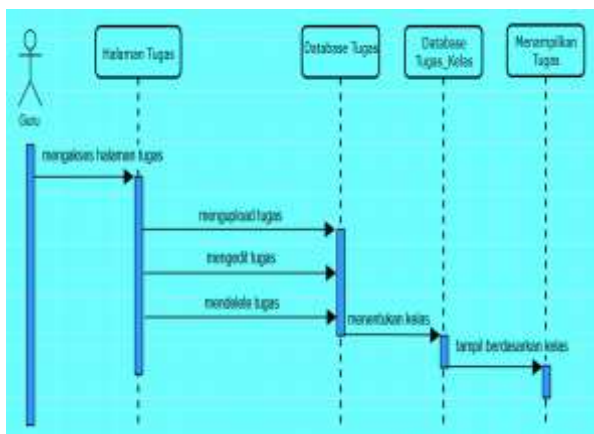 Halaman Tugas
Database Tugas
Database
Tugas_Kelas
Menampilkan
Tugas
Guru
mengakses halaman tugas
mengupload tugas
mengedit tugas
mendelete tugas
menentukan kelas
tampil berdasarkan kelas